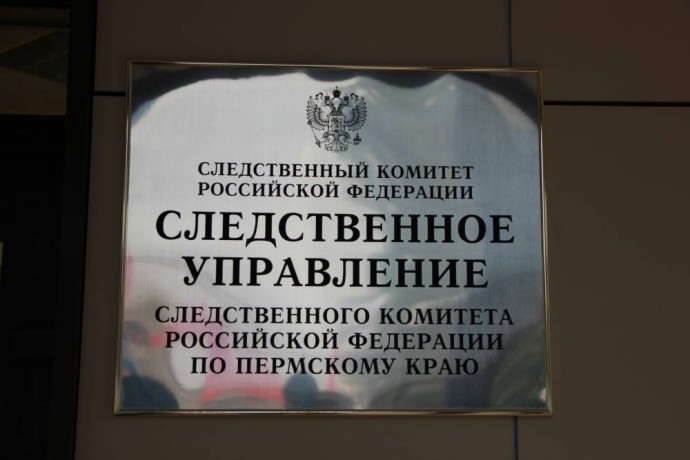 СЛЕДСТВЕННЫЙ КОМИТЕТ
РОССИЙСКОЙ ФЕДЕРАЦИИ
СЛЕДСТВЕННОЕ
УПРАВЛЕНИЕ
СЛЕДСТВЕННОГО КОМИТЕТА
РОССИЙСКОЙ ФЕДЕРАЦИИ
ПО ПЕРМСКОМУ КРАЮ